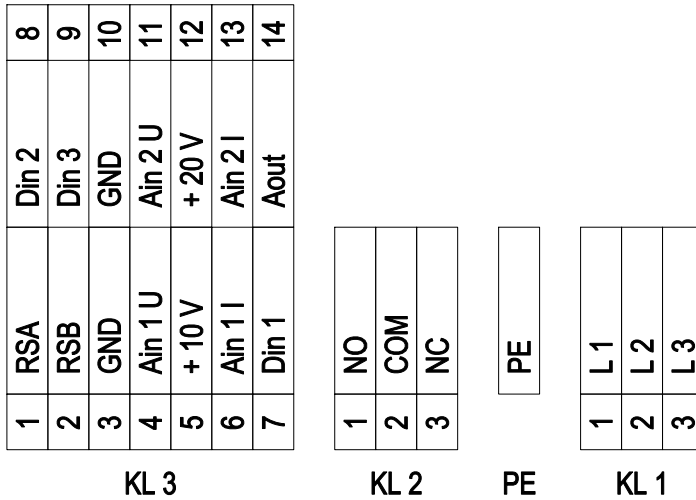 8 9 10 11 12 13 14
Din 2 Din 3 GND Ain 2 U + 20 V Ain 2 I Aout
RSA RSB GND Ain 1 U + 10 V Ain 1 I Din 1
1 2 3 4 5 6 7
KL 3
NO COM NC
1 2 3
KL 2
PE
PE
L 1 L 2 L 3
1 2 3
KL 1